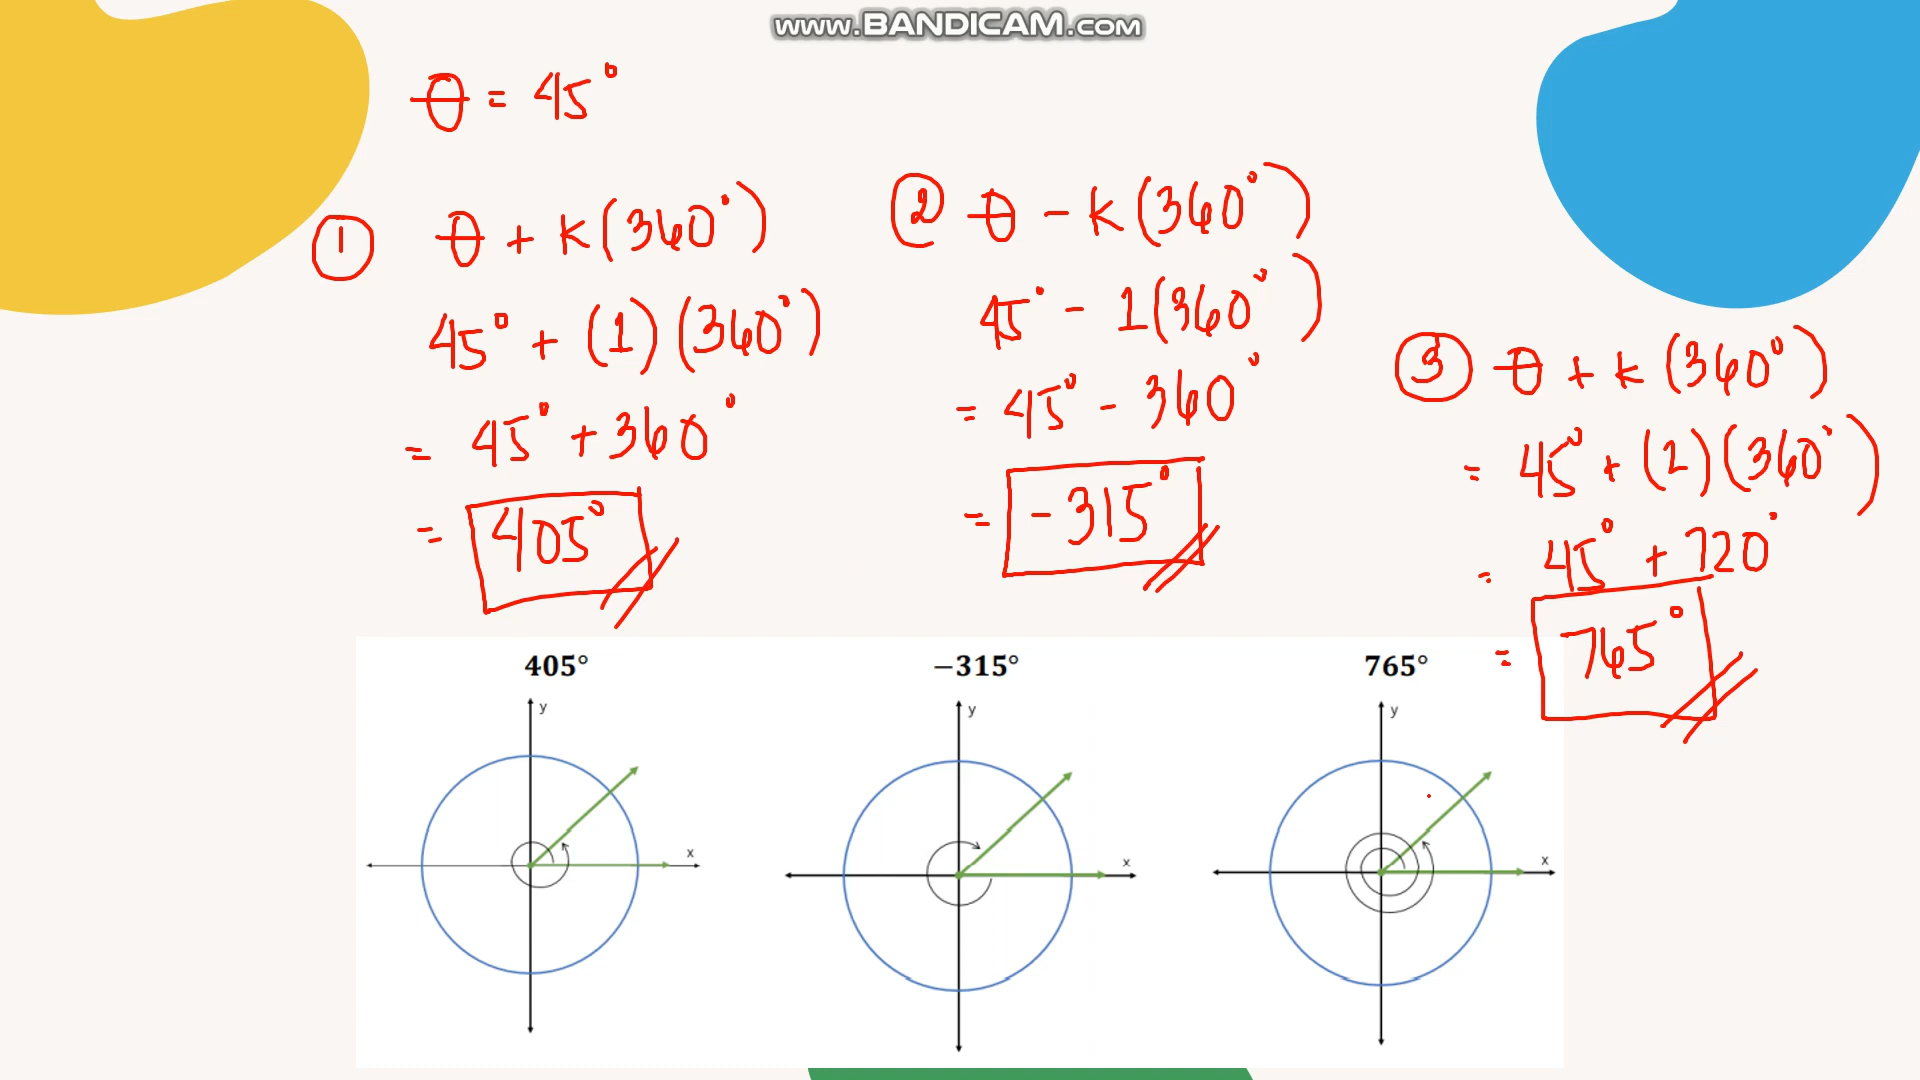 www.BANDICAM.com
θ = 45°
① θ + k(360°)
45° + (1)(360°)
= 45° + 360°
= 405°
② θ - k(360°)
45° - 1(360°)
= 45° - 360°
= -315°
③ θ + k(360°)
= 45° + (2)(360°)
= 45° + 720°
= 765°
405°
y
x
−315°
y
x
765°
y
x